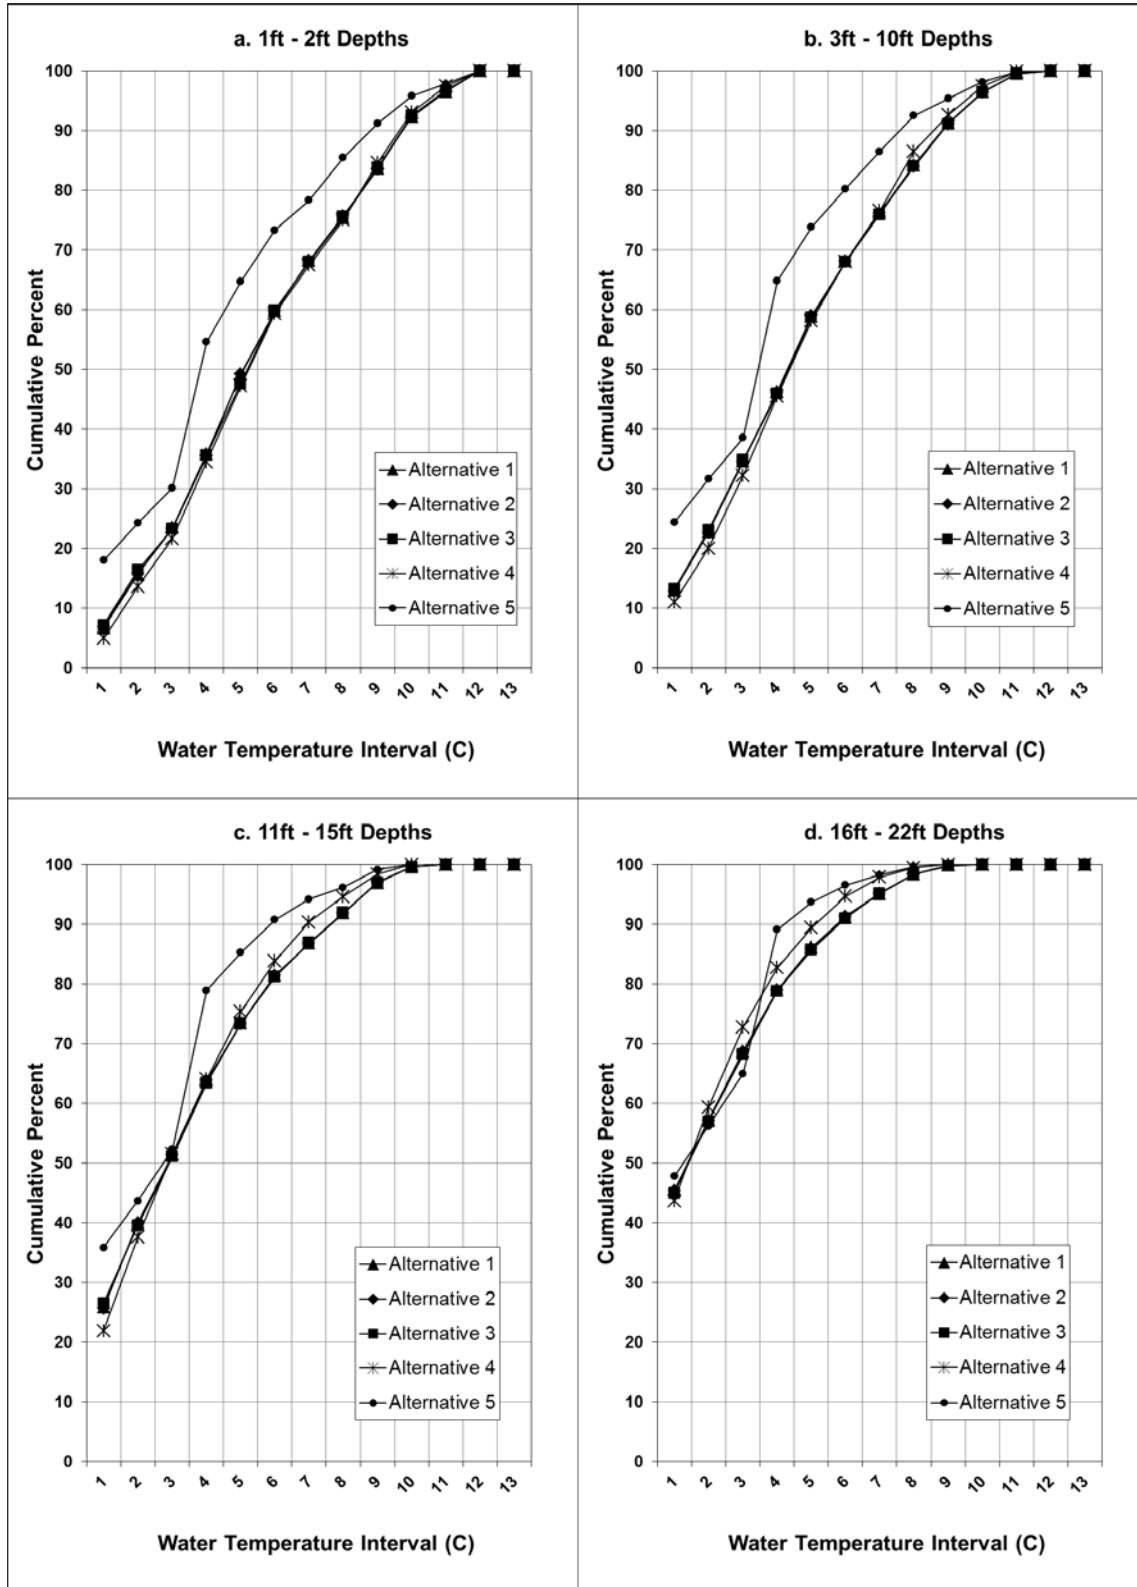 a. 1ft - 2ft Depths
100
90
80
70
60
50
40
30
20
10
0
Cumulative Percent
Alternative 1
Alternative 2
Alternative 3
Alternative 4
Alternative 5
1 2 3 4 5 6 7 8 9 10 11 12 13
Water Temperature Interval (C)
b. 3ft - 10ft Depths
100
90
80
70
60
50
40
30
20
10
0
Cumulative Percent
Alternative 1
Alternative 2
Alternative 3
Alternative 4
Alternative 5
1 2 3 4 5 6 7 8 9 10 11 12 13
Water Temperature Interval (C)
c. 11ft - 15ft Depths
100
90
80
70
60
50
40
30
20
10
0
Cumulative Percent
Alternative 1
Alternative 2
Alternative 3
Alternative 4
Alternative 5
1 2 3 4 5 6 7 8 9 10 11 12 13
Water Temperature Interval (C)
d. 16ft - 22ft Depths
100
90
80
70
60
50
40
30
20
10
0
Cumulative Percent
Alternative 1
Alternative 2
Alternative 3
Alternative 4
Alternative 5
1 2 3 4 5 6 7 8 9 10 11 12 13
Water Temperature Interval (C)